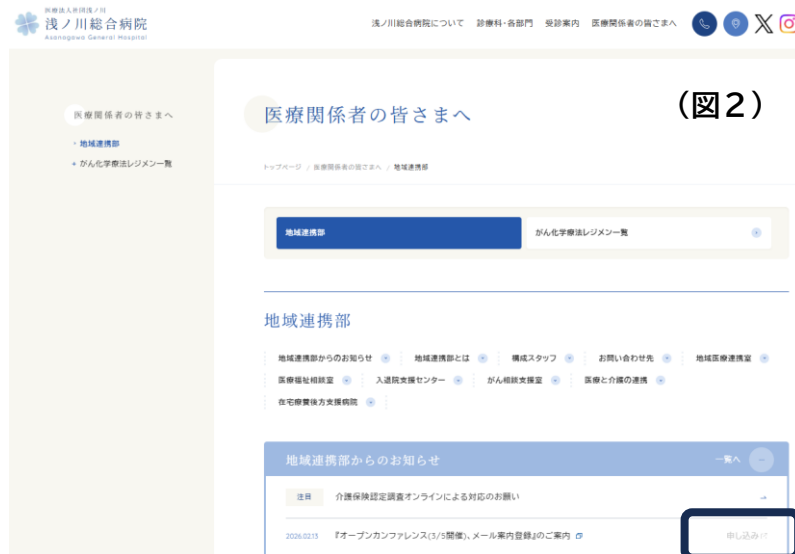 医療法人社団浅ノ川
浅ノ川総合病院
Asanogawa General Hospital
浅ノ川総合病院について 診療科・各部門 受診案内 医療関係者の皆さまへ
(図2)
医療関係者の皆さまへ
地域連携部
がん化学療法レジメン一覧
医療関係者の皆さまへ
トップページ / 医療関係者の皆さまへ / 地域連携部
地域連携部 がん化学療法レジメン一覧
地域連携部
地域連携部からのお知らせ 地域連携部とは 構成スタッフ お問い合わせ先 地域医療連携室
医療福祉相談室 入退院支援センター がん相談支援室 医療と介護の連携
在宅療養後方支援病院
地域連携部からのお知らせ 一覧へ
注目 介護保険認定調査オンラインによる対応のお願い →
2026.02.13 『オープンカンファレンス(3/5開催)、メール案内登録』のご案内 申し込み